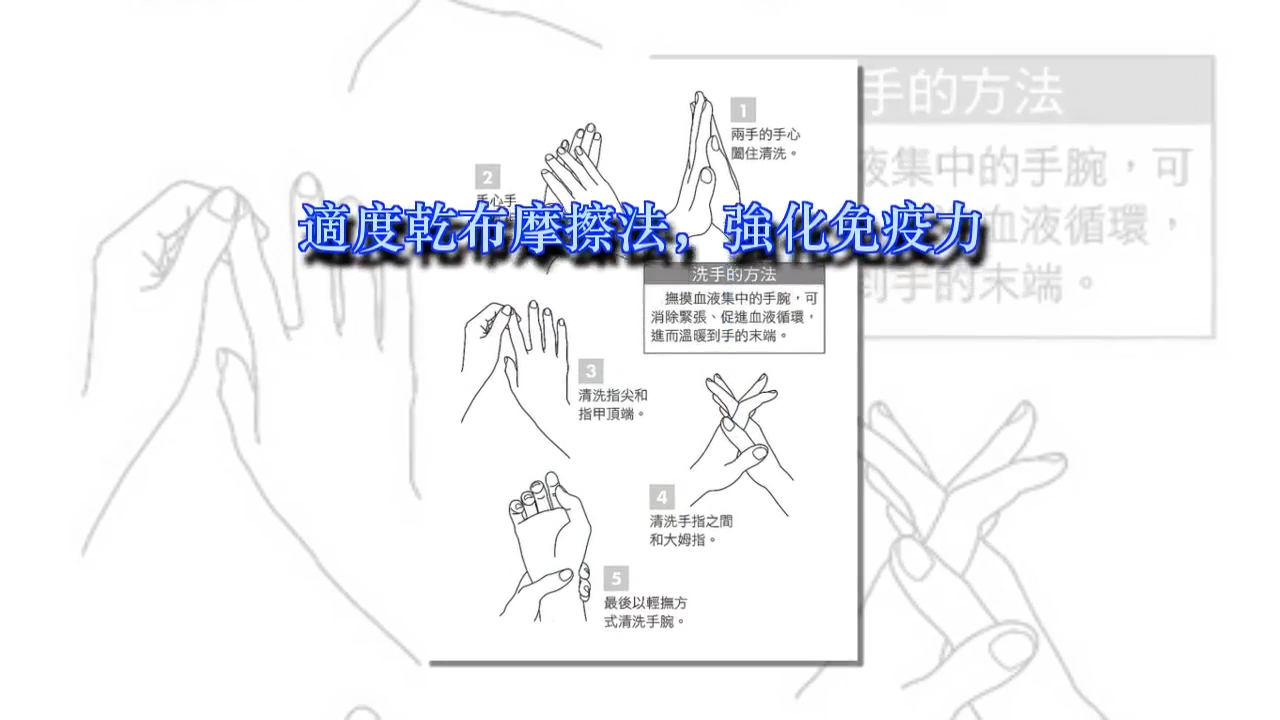 適度乾布摩擦法，強化免疫力
1
兩手的手心
闔住清洗。
2
手心手
洗手的方法
撫摸血液集中的手腕，可
消除緊張、促進血液循環，
進而溫暖到手的末端。
3
清洗指尖和
指甲頂端。
4
清洗手指之間
和大姆指。
5
最後以輕撫方
式清洗手腕。
手的方法
液集中的手腕，可
血液循環，
到手的末端。